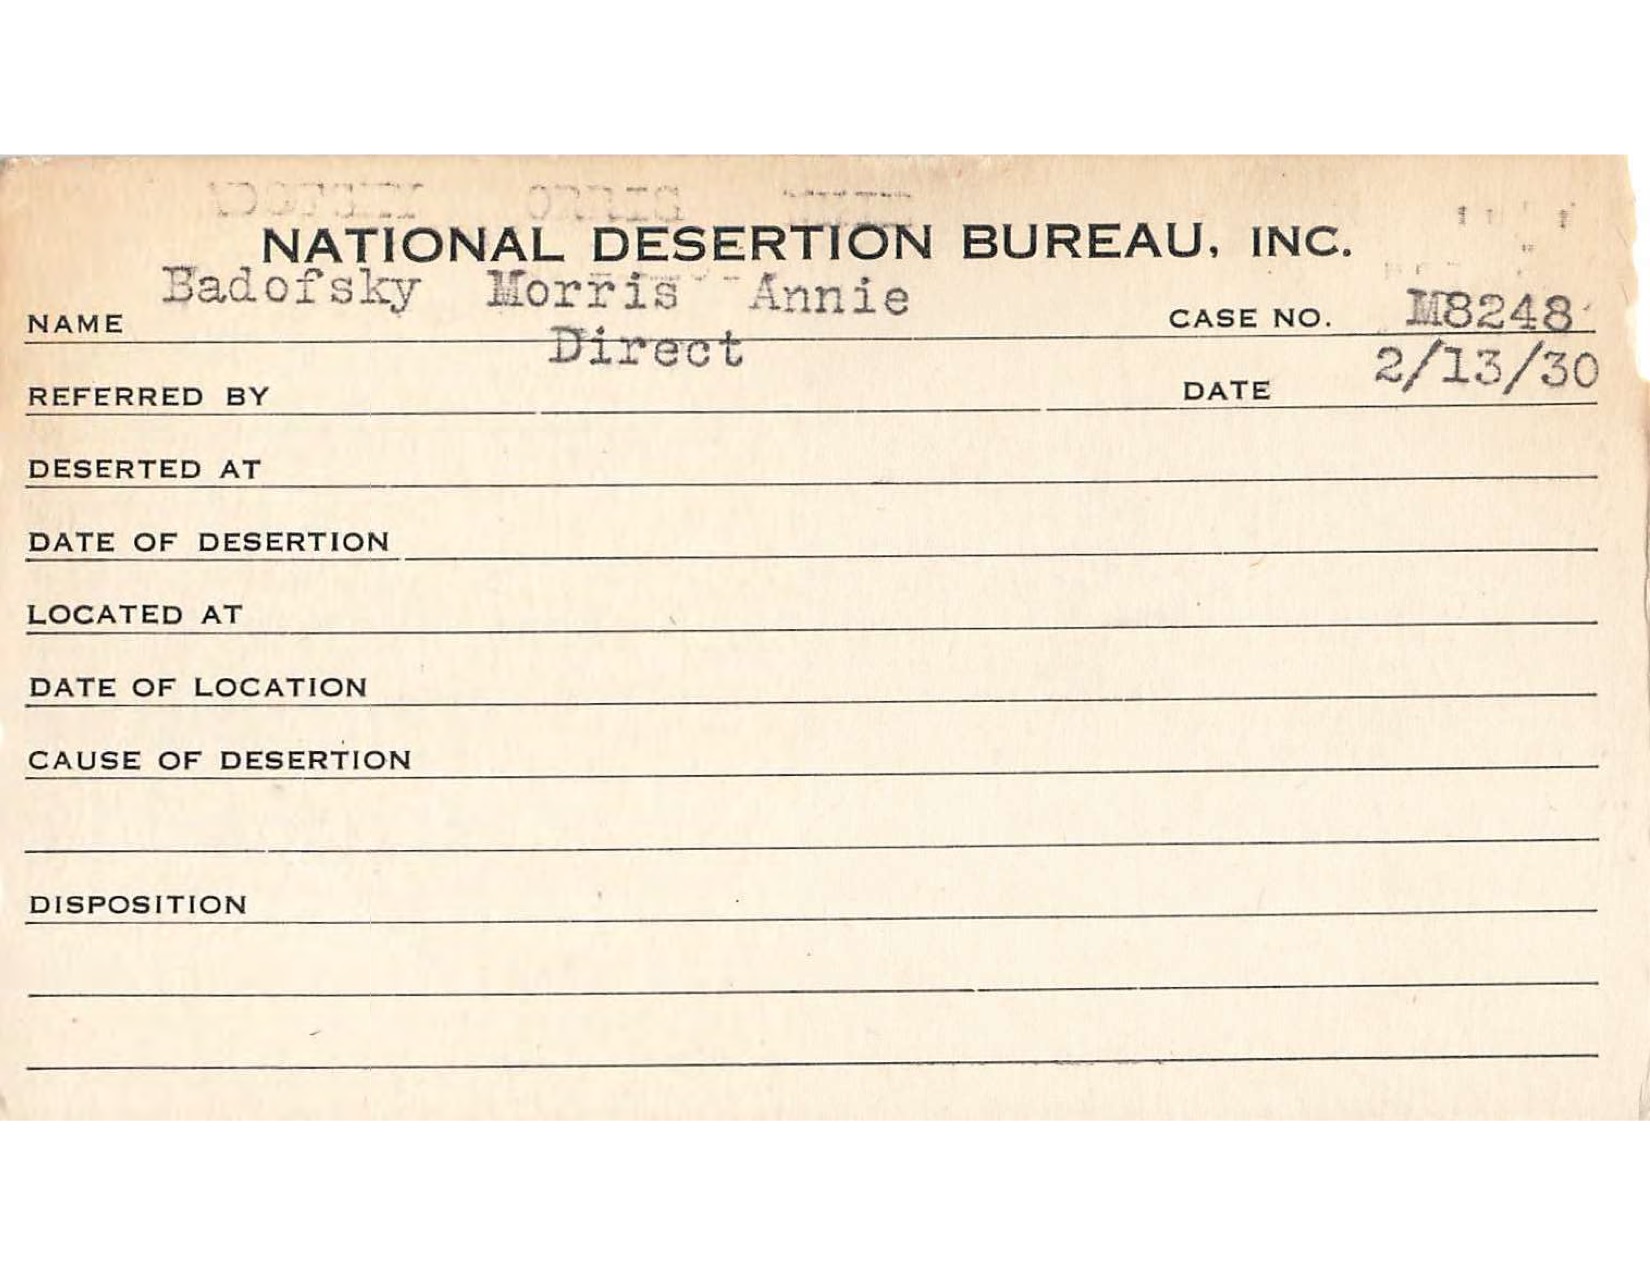 NATIONAL DESERTION BUREAU, INC.
NAME Badofsky Morris Annie CASE NO. M8248
REFERRED BY Direct DATE 2/13/30
DESERTED AT
DATE OF DESERTION
LOCATED AT
DATE OF LOCATION
CAUSE OF DESERTION
DISPOSITION